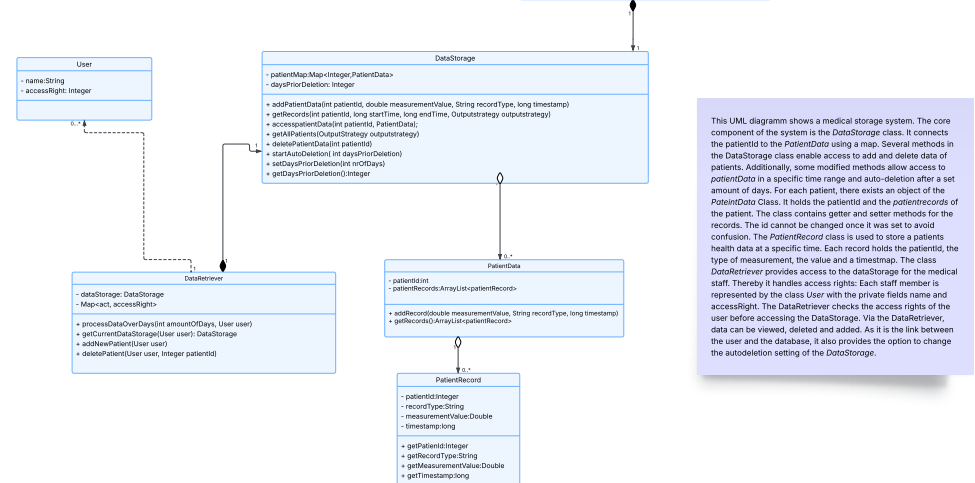 1
1
DataStorage
- patientMap:Map<Integer,PatientData>
- daysPriorDeletion: Integer
+ addPatientData(int patientId, double measurementValue, String recordType, long timestamp)
+ getRecords(int patientId, long startTime, long endTime, Outputstrategy outputstrategy)
+ accesspatientData(int patientId, PatientData);
+ getAllPatients(OutputStrategy outputstrategy)
+ deletePatientData(int patientId)
+ startAutoDeletion( int daysPriorDeletion)
+ setDaysPriorDeletion(int nrOfDays)
+ getDaysPriorDeletion():Integer
User
- name:String
- accessRight: Integer
0..*
1
1
1
DataRetriever
- dataStorage: DataStorage
- Map<act, accessRight>
+ processDataOverDays(int amountOfDays, User user)
+ getCurrentDataStorage(User user): DataStorage
+ addNewPatient(User user)
+ deletePatient(User user, Integer patientId)
0..*
PatientData
- patientId:int
- patientRecords:ArrayList<patientRecord>
+ addRecord(double measurementValue, String recordType, long timestamp)
+ getRecords():ArrayList<patientRecord>
0..*
PatientRecord
- patientId:Integer
- recordType:String
- measurementValue:Double
- timestamp:long
+ getPatienId:Integer
+ getRecordType:String
+ getMeasurementValue:Double
+ getTimestamp:long
This UML diagramm shows a medical storage system. The core
component of the system is the DataStorage class. It connects
the patientId to the PatientData using a map. Several methods in
the DataStorage class enable access to add and delete data of
patients. Additionally, some modified methods allow access to
patientData in a specific time range and auto-deletion after a set
amount of days. For each patient, there exists an object of the
PateintData Class. It holds the patientId and the patientrecords of
the patient. The class contains getter and setter methods for the
records. The id cannot be changed once it was set to avoid
confusion. The PatientRecord class is used to store a patients
health data at a specific time. Each record holds the patientId, the
type of measurement, the value and a timestmap. The class
DataRetriever provides access to the dataStorage for the medical
staff. Thereby it handles access rights: Each staff member is
represented by the class User with the private fields name and
accessRight. The DataRetriever checks the access rights of the
user before accessing the DataStorage. Via the DataRetriever,
data can be viewed, deleted and added. As it is the link between
the user and the database, it also provides the option to change
the autodeletion setting of the DataStorage.